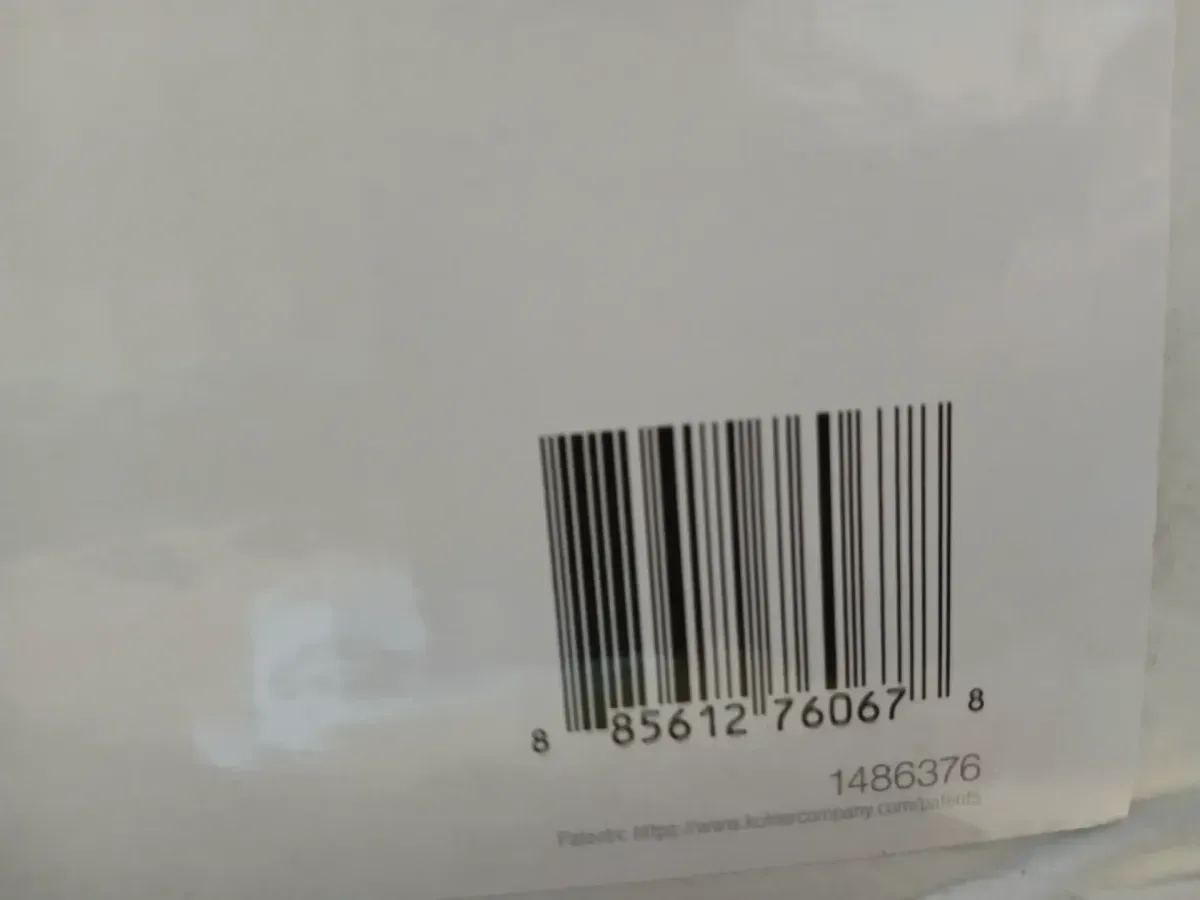 8 85612 76067 8
1486376
Patents: https://www.kohlercompany.com/patents